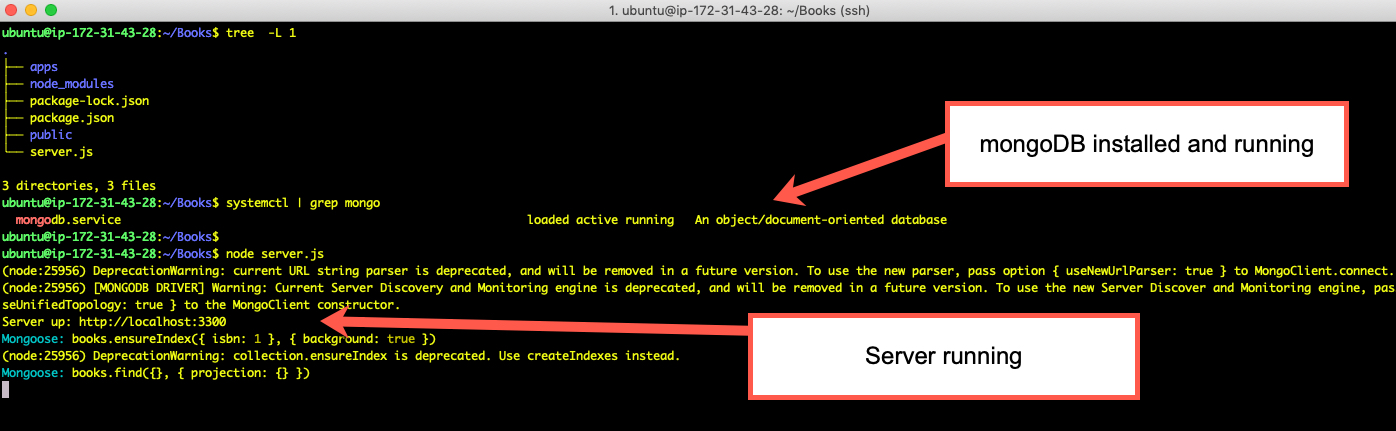 1. ubuntu@ip-172-31-43-28: ~/Books (ssh)
ubuntu@ip-172-31-43-28:~/Books$ tree  -L 1
.
├── apps
├── node_modules
├── package-lock.json
├── package.json
├── public
└── server.js
3 directories, 3 files
ubuntu@ip-172-31-43-28:~/Books$ systemctl | grep mongo
mongodb.service loaded active running An object/document-oriented database
ubuntu@ip-172-31-43-28:~/Books$
ubuntu@ip-172-31-43-28:~/Books$ node server.js
(node:25956) DeprecationWarning: current URL string parser is deprecated, and will be removed in a future version. To use the new parser, pass option { useNewUrlParser: true } to MongoClient.connect.
(node:25956) [MONGODB DRIVER] Warning: Current Server Discovery and Monitoring engine is deprecated, and will be removed in a future version. To use the new Server Discover and Monitoring engine, pas
seUnifiedTopology: true } to the MongoClient constructor.
Server up: http://localhost:3300
Mongoose: books.ensureIndex({ isbn: 1 }, { background: true })
(node:25956) DeprecationWarning: collection.ensureIndex is deprecated. Use createIndexes instead.
Mongoose: books.find({}, { projection: {} })
mongoDB installed and running
Server running